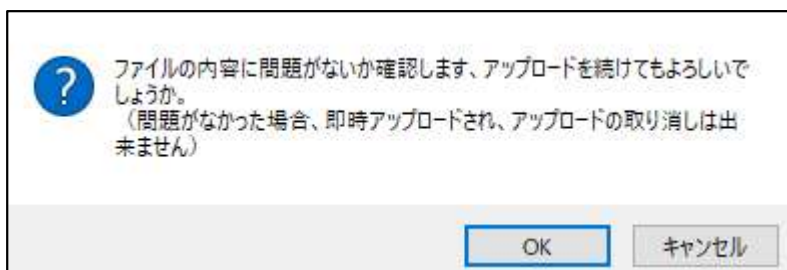 ファイルの内容に問題がないか確認します、アップロードを続けてもよろしいで
しょうか。
（問題がなかった場合、即時アップロードされ、アップロードの取り消しは出
来ません）
OK キャンセル